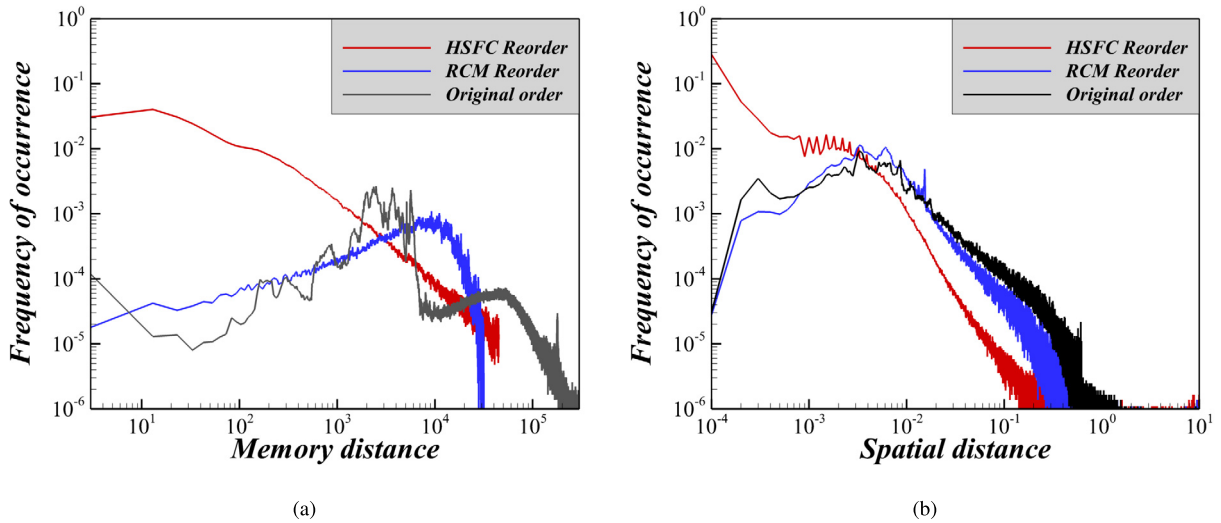 10^0
10^-1
10^-2
10^-3
10^-4
10^-5
10^-6
Frequency of occurrence
HSFC Reorder
RCM Reorder
Original order
10^1 10^2 10^3 10^4 10^5
Memory distance
(a)
10^0
10^-1
10^-2
10^-3
10^-4
10^-5
10^-6
Frequency of occurrence
HSFC Reorder
RCM Reorder
Original order
10^-4 10^-3 10^-2 10^-1 10^0 10^1
Spatial distance
(b)